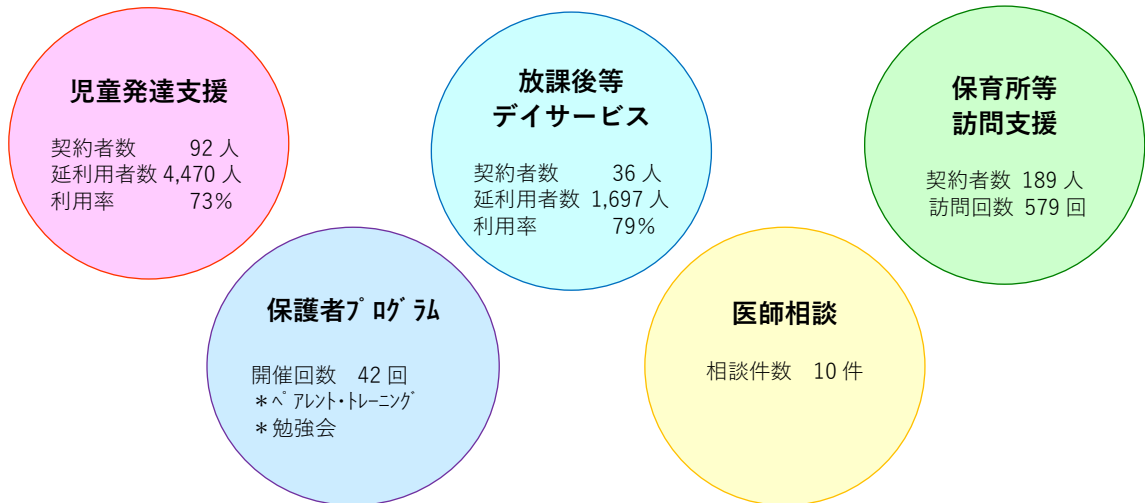 児童発達支援
契約者数 92 人
延利用者数 4,470 人
利用率 73%
放課後等
デイサービス
契約者数 36 人
延利用者数 1,697 人
利用率 79%
保育所等
訪問支援
契約者数 189 人
訪問回数 579 回
保護者ﾌﾟﾛｸﾞﾗﾑ
開催回数 42 回
＊ﾍﾟｱﾚﾝﾄ･ﾄﾚｰﾆﾝｸﾞ
＊勉強会
医師相談
相談件数 10 件